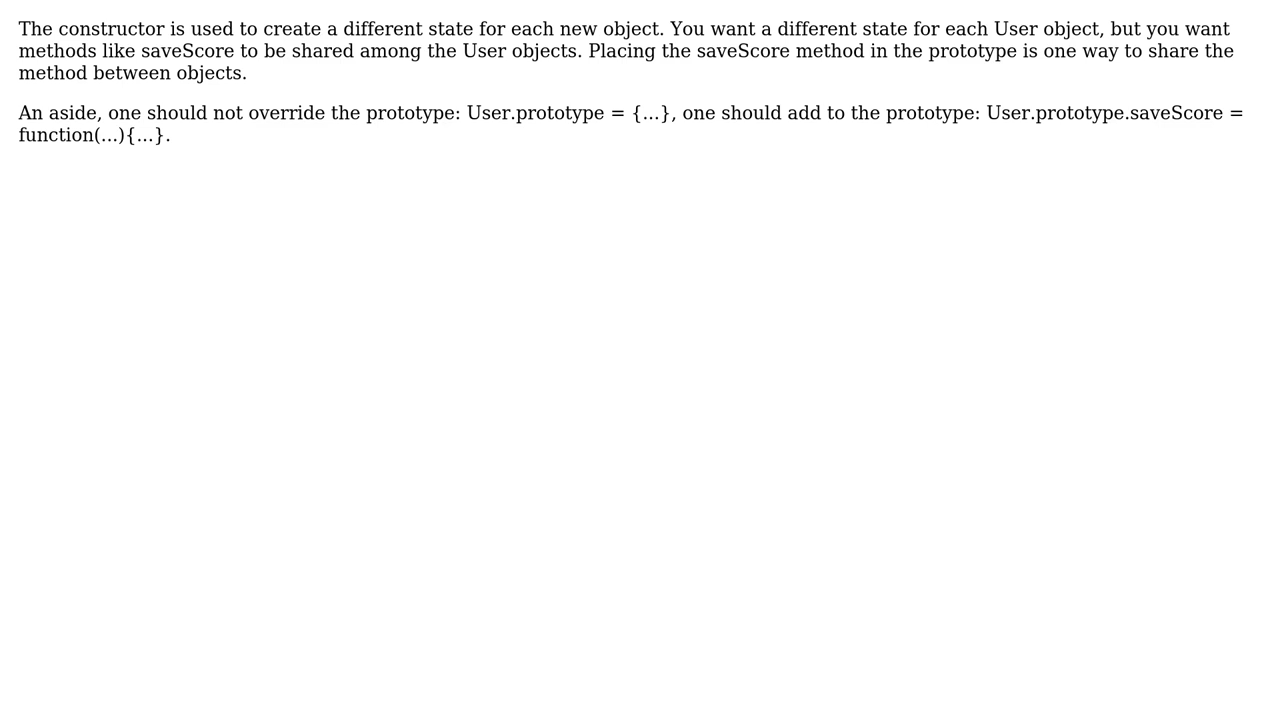 The constructor is used to create a different state for each new object. You want a different state for each User object, but you want
methods like saveScore to be shared among the User objects. Placing the saveScore method in the prototype is one way to share the
method between objects.
An aside, one should not override the prototype: User.prototype = {...}, one should add to the prototype: User.prototype.saveScore =
function(...){...}.